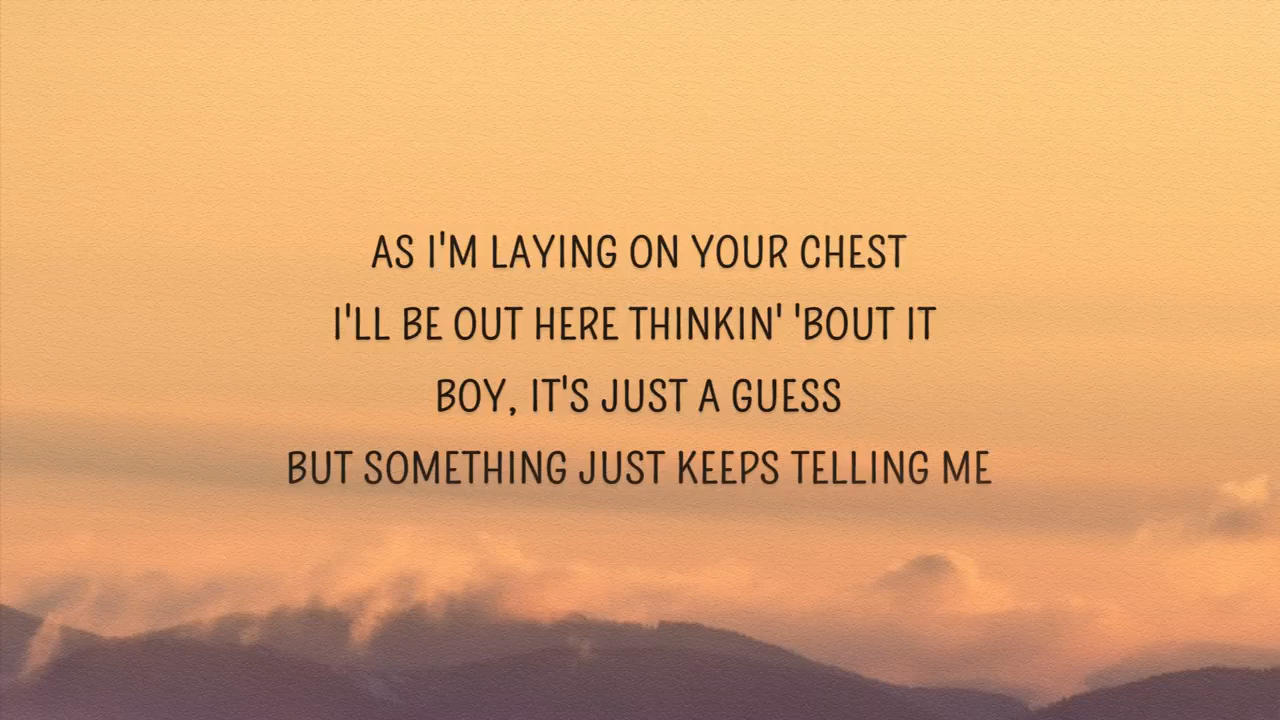 AS I'M LAYING ON YOUR CHEST
I'LL BE OUT HERE THINKIN' 'BOUT IT
BOY, IT'S JUST A GUESS
BUT SOMETHING JUST KEEPS TELLING ME